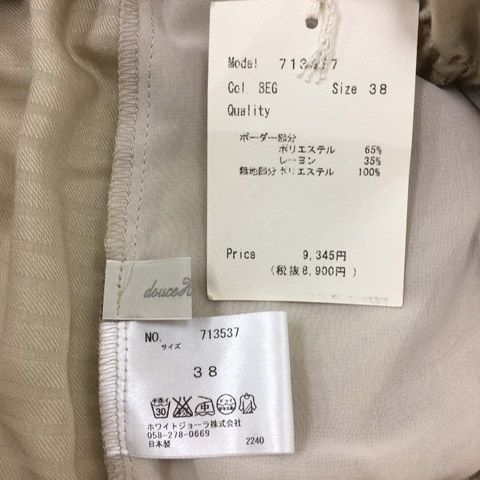 Model 713537
Col. BEG Size 38
Quality
ボーダー部分
ポリエステル 65%
レーヨン 35%
無地部分 ポリエステル 100%
Price 9,345円
(税抜8,900円)
douce
NO. 713537
サイズ
38
手洗イ 30 中
ホワイトジョーラ株式会社
058-278-0669
日本製 2240